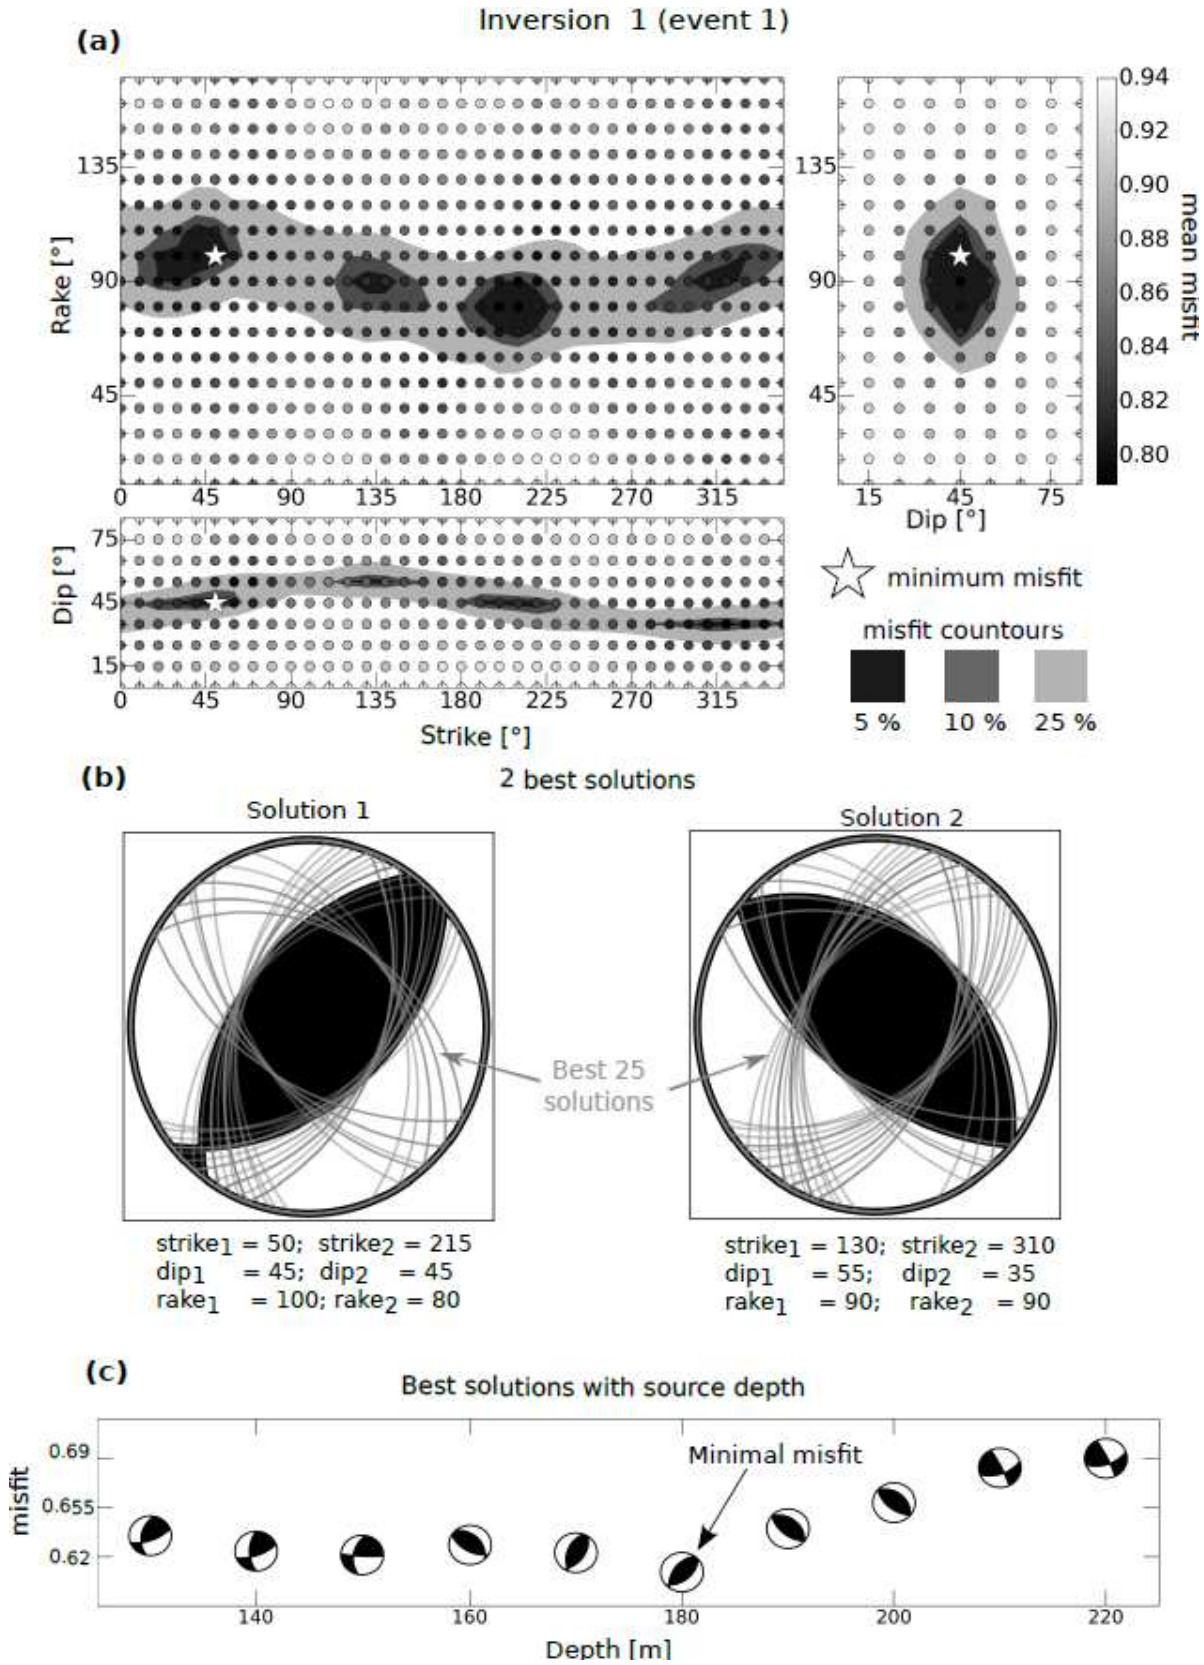 Inversion 1 (event 1)
(a)
Rake [°]
135
90
45
0 45 90 135 180 225 270 315
135
90
45
15 45 75
Dip [°]
0.94
0.92
0.90
0.88
0.86
0.84
0.82
0.80
mean misfit
Dip [°]
75
45
15
0 45 90 135 180 225 270 315
Strike [°]
minimum misfit
misfit countours
5 % 10 % 25 %
(b)
2 best solutions
Solution 1
Solution 2
Best 25
solutions
strike1 = 50; strike2 = 215
dip1 = 45; dip2 = 45
rake1 = 100; rake2 = 80
strike1 = 130; strike2 = 310
dip1 = 55; dip2 = 35
rake1 = 90; rake2 = 90
(c)
Best solutions with source depth
misfit
0.69
0.655
0.62
Minimal misfit
140 160 180 200 220
Depth [m]